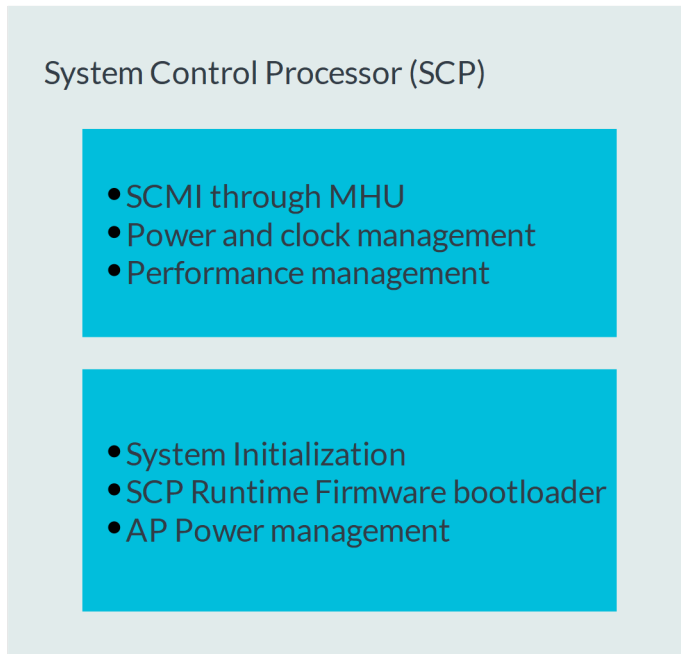 System Control Processor (SCP)
•SCMI through MHU
•Power and clock management
•Performance management
•System Initialization
•SCP Runtime Firmware bootloader
•AP Power management